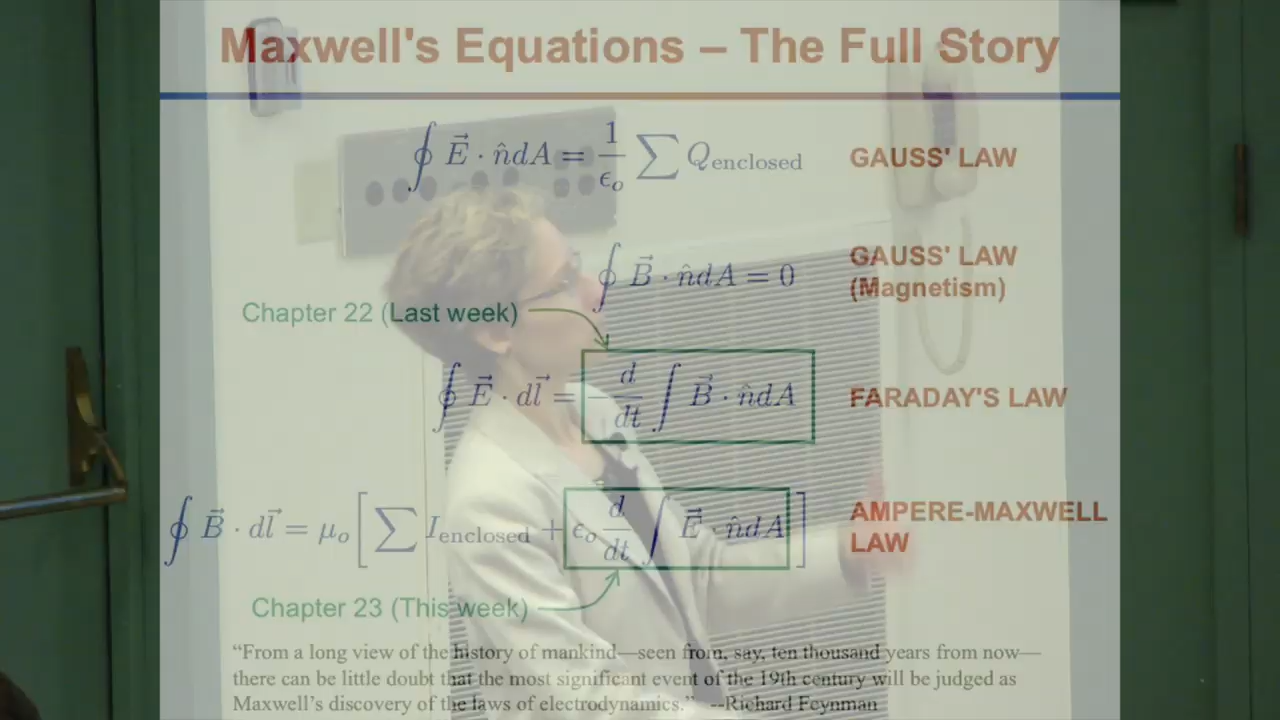 Maxwell's Equations – The Full Story
∮ E⃗ · n̂dA = 1/ϵₒ ∑ Q_enclosed GAUSS' LAW
∮ B⃗ · n̂dA = 0 GAUSS' LAW
(Magnetism)
Chapter 22 (Last week)
∮ E⃗ · dl⃗ = − d/dt ∫ B⃗ · n̂dA FARADAY'S LAW
∮ B⃗ · dl⃗ = μₒ [ ∑ I_enclosed + ϵₒ d/dt ∫ E⃗ · n̂dA ] AMPERE-MAXWELL
LAW
Chapter 23 (This week)
“From a long view of the history of mankind—seen from, say, ten thousand years from now—
there can be little doubt that the most significant event of the 19th century will be judged as
Maxwell’s discovery of the laws of electrodynamics.” --Richard Feynman